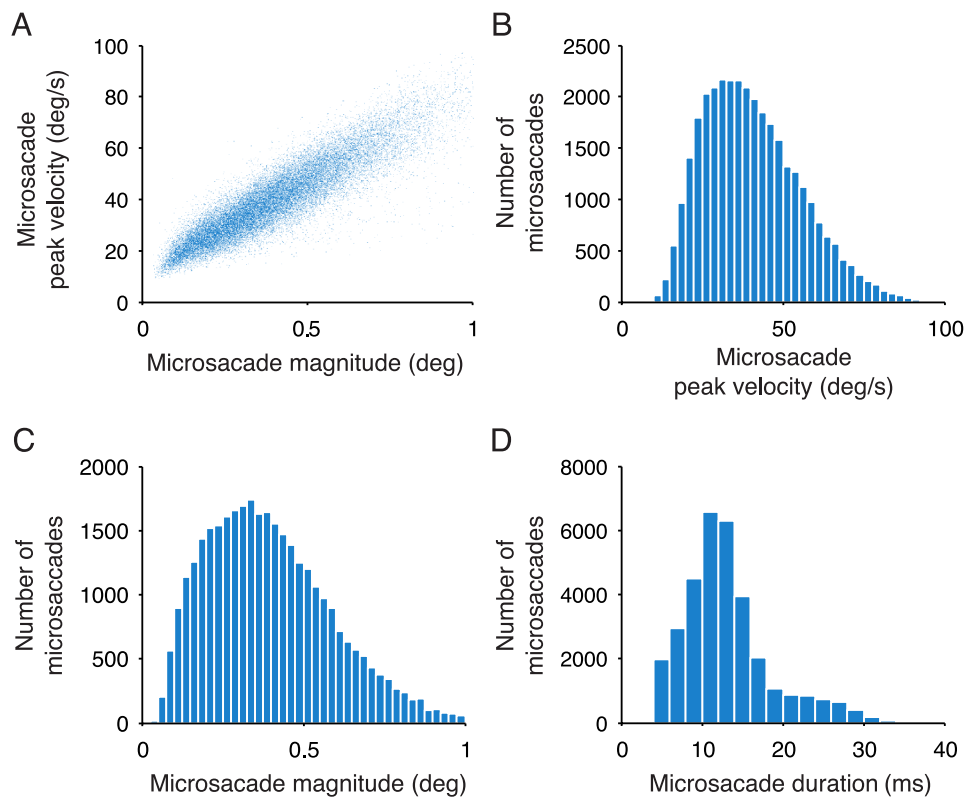 A
Microsacade
peak velocity (deg/s)
100
80
60
40
20
0
0
0.5
1
Microsacade magnitude (deg)
B
Number of
microsaccades
2500
2000
1500
1000
500
0
0
50
100
Microsacade
peak velocity (deg/s)
C
Number of
microsaccades
2000
1500
1000
500
0
0
0.5
1
Microsacade magnitude (deg)
D
Number of
microsaccades
8000
6000
4000
2000
0
0
10
20
30
40
Microsacade duration (ms)